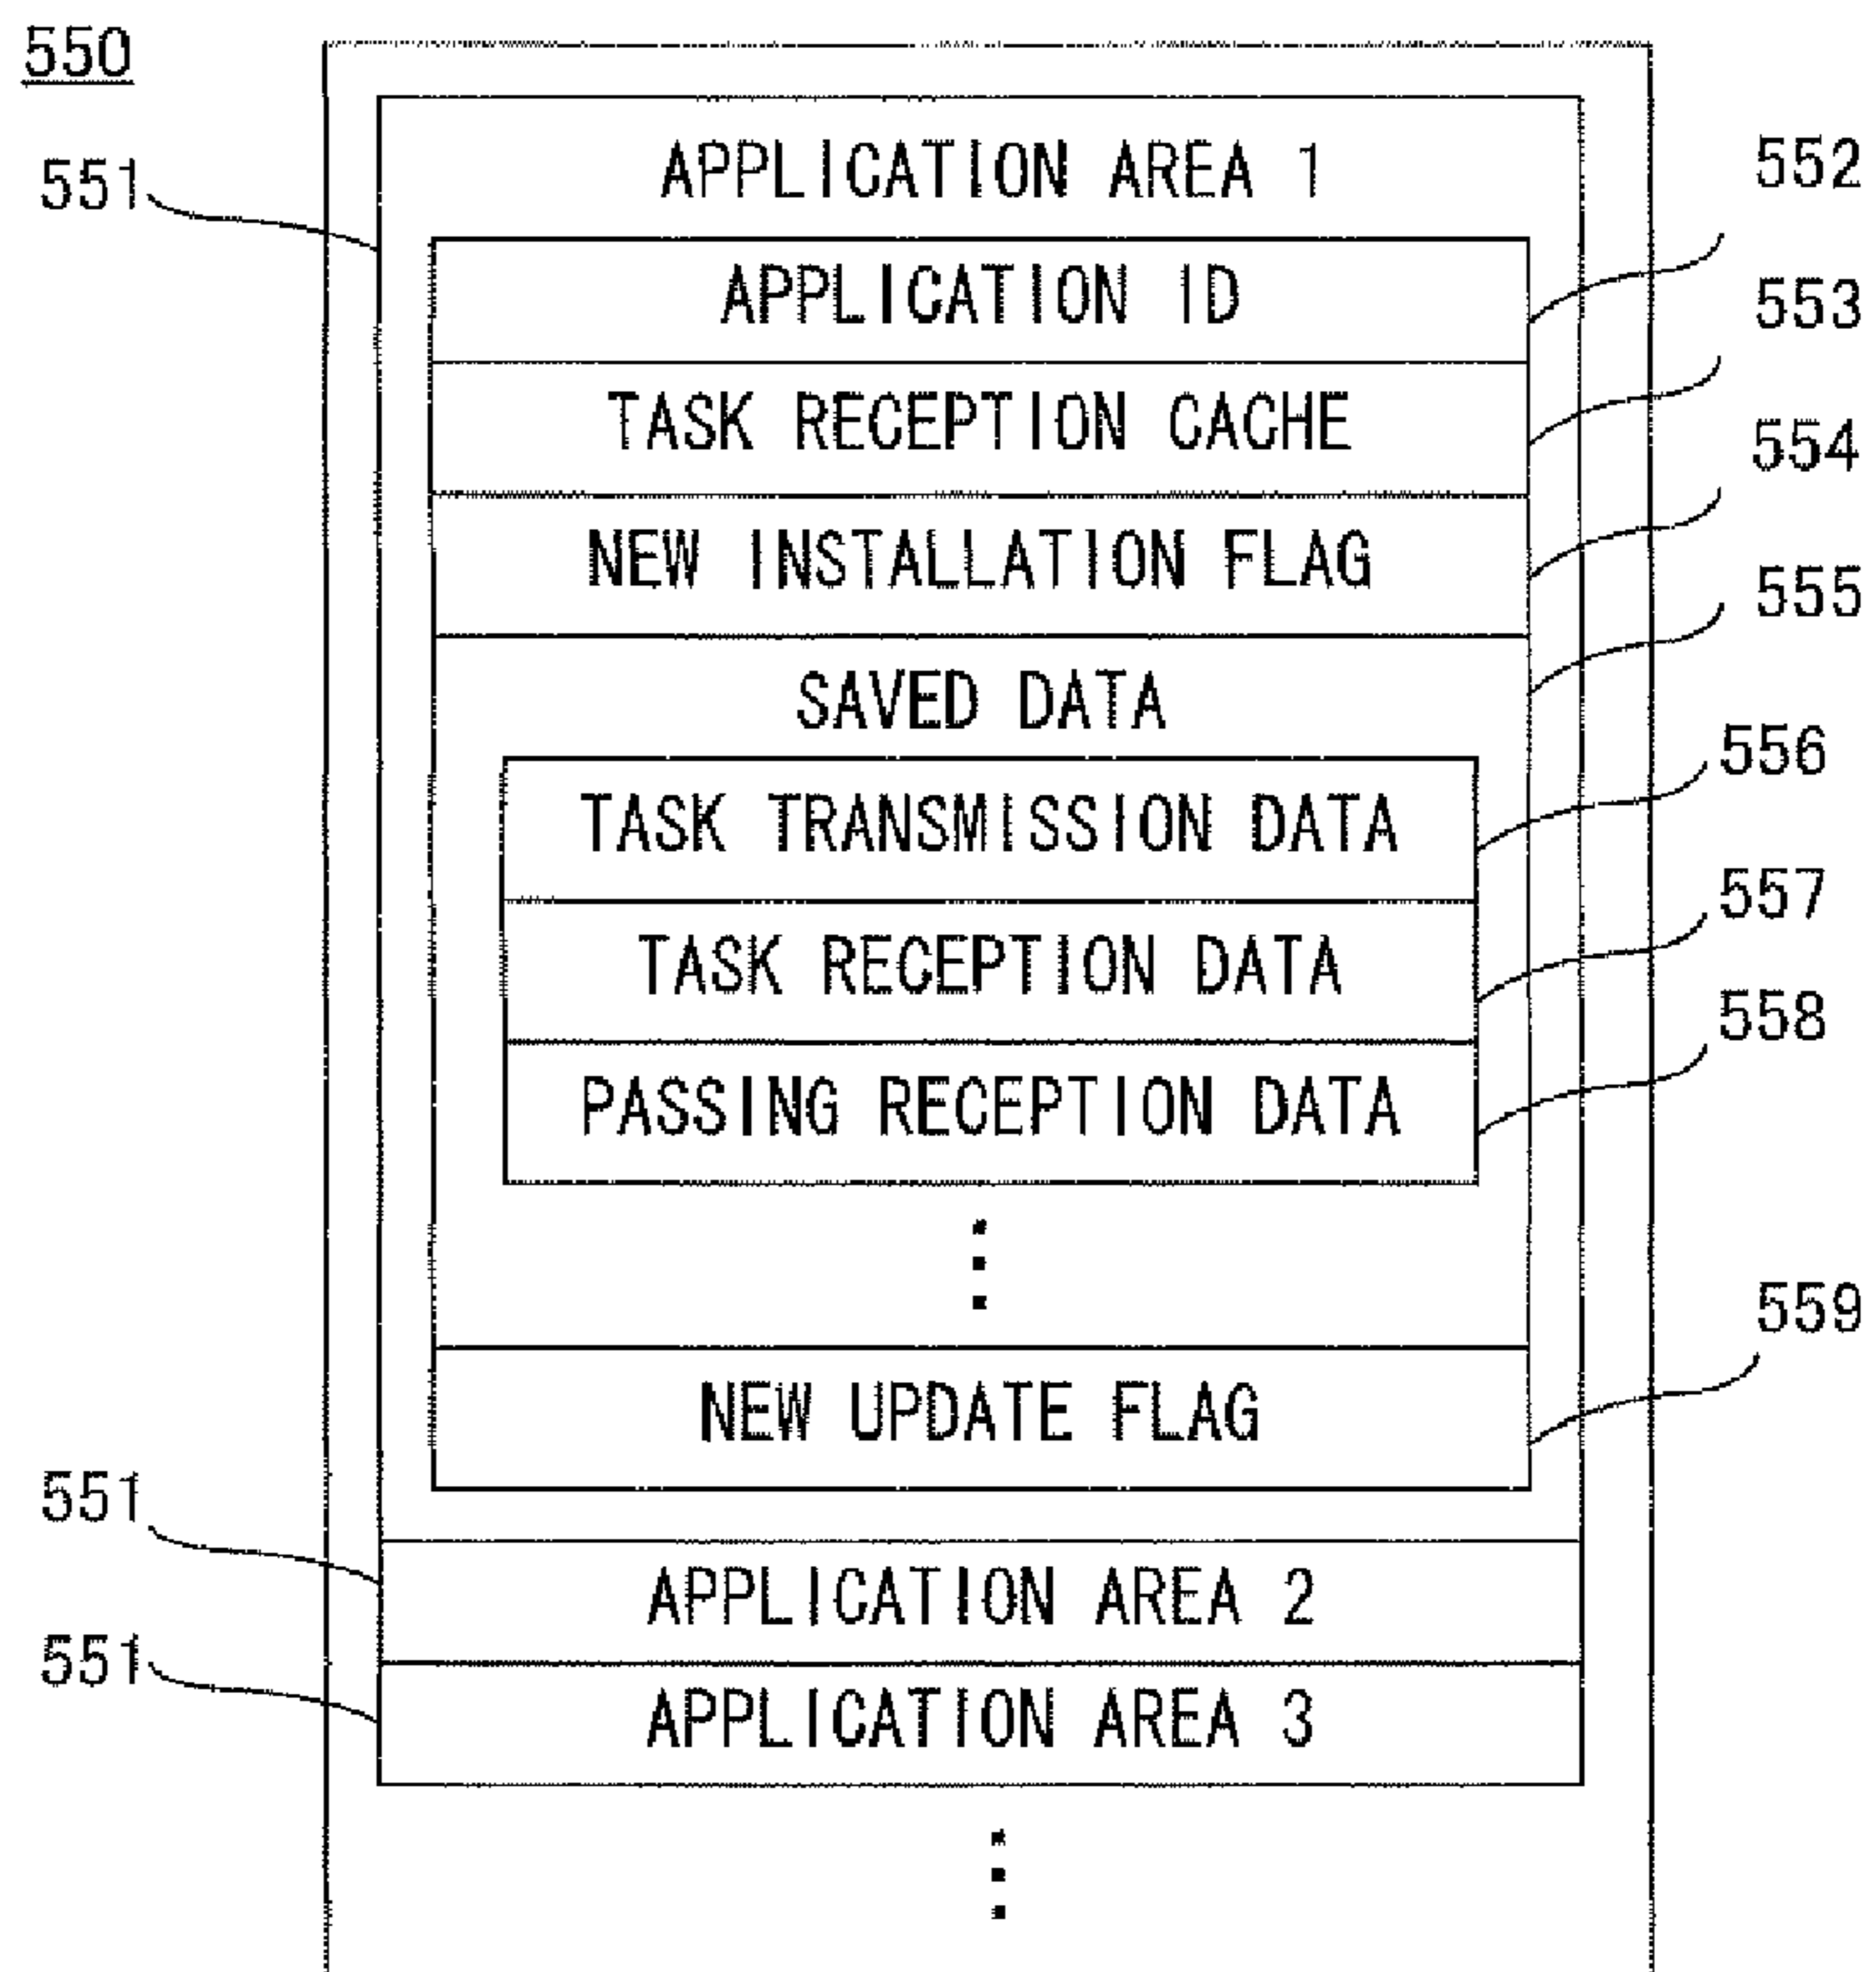 550
551
APPLICATION AREA 1
552
APPLICATION ID
553
TASK RECEPTION CACHE
554
NEW INSTALLATION FLAG
555
SAVED DATA
556
TASK TRANSMISSION DATA
557
TASK RECEPTION DATA
558
PASSING RECEPTION DATA
559
NEW UPDATE FLAG
551
APPLICATION AREA 2
551
APPLICATION AREA 3